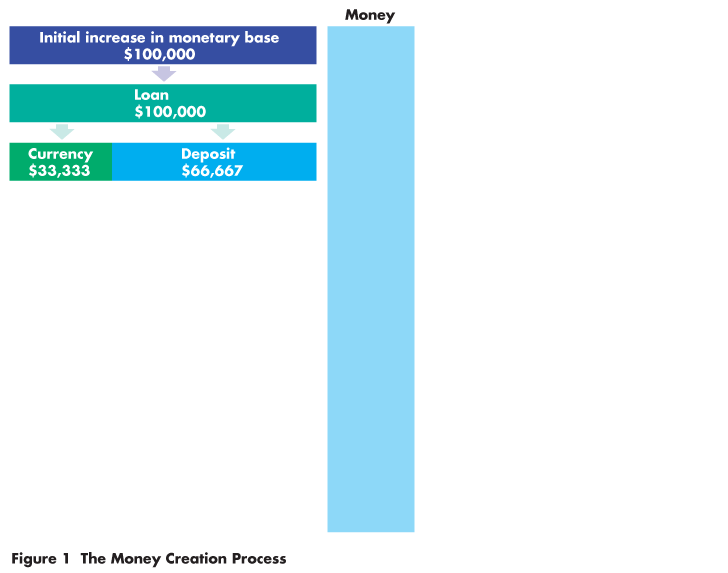 Money
Initial increase in monetary base
$100,000
Loan
$100,000
Currency
$33,333
Deposit
$66,667
Figure 1 The Money Creation Process